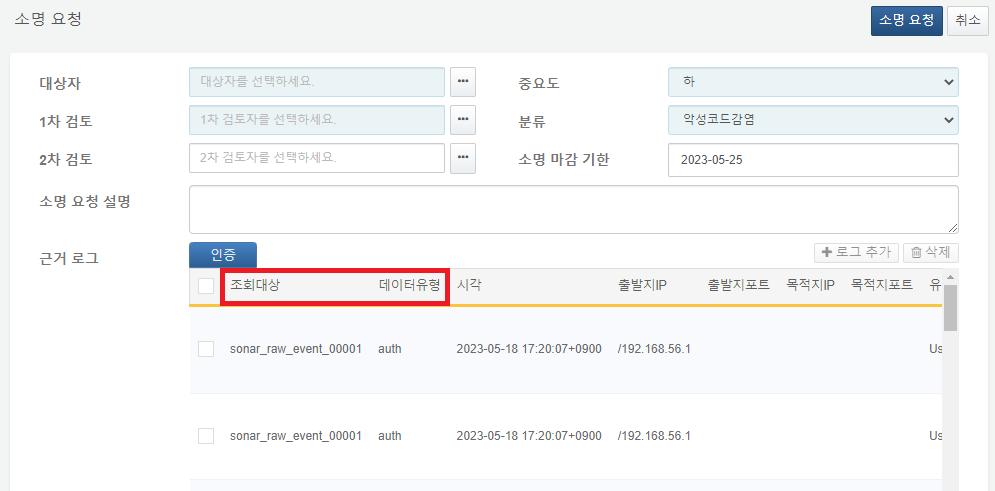 소명 요청
소명 요청 취소
대상자 대상자를 선택하세요. ••• 중요도 하
1차 검토 1차 검토자를 선택하세요. ••• 분류 악성코드감염
2차 검토 2차 검토자를 선택하세요. ••• 소명 마감 기한 2023-05-25
소명 요청 설명
근거 로그 인증 로그 추가 삭제
조회대상 데이터유형 시각 출발지IP 출발지포트 목적지IP 목적지포트 유
sonar_raw_event_00001 auth 2023-05-18 17:20:07+0900 /192.168.56.1 Us
sonar_raw_event_00001 auth 2023-05-18 17:20:07+0900 /192.168.56.1 Us